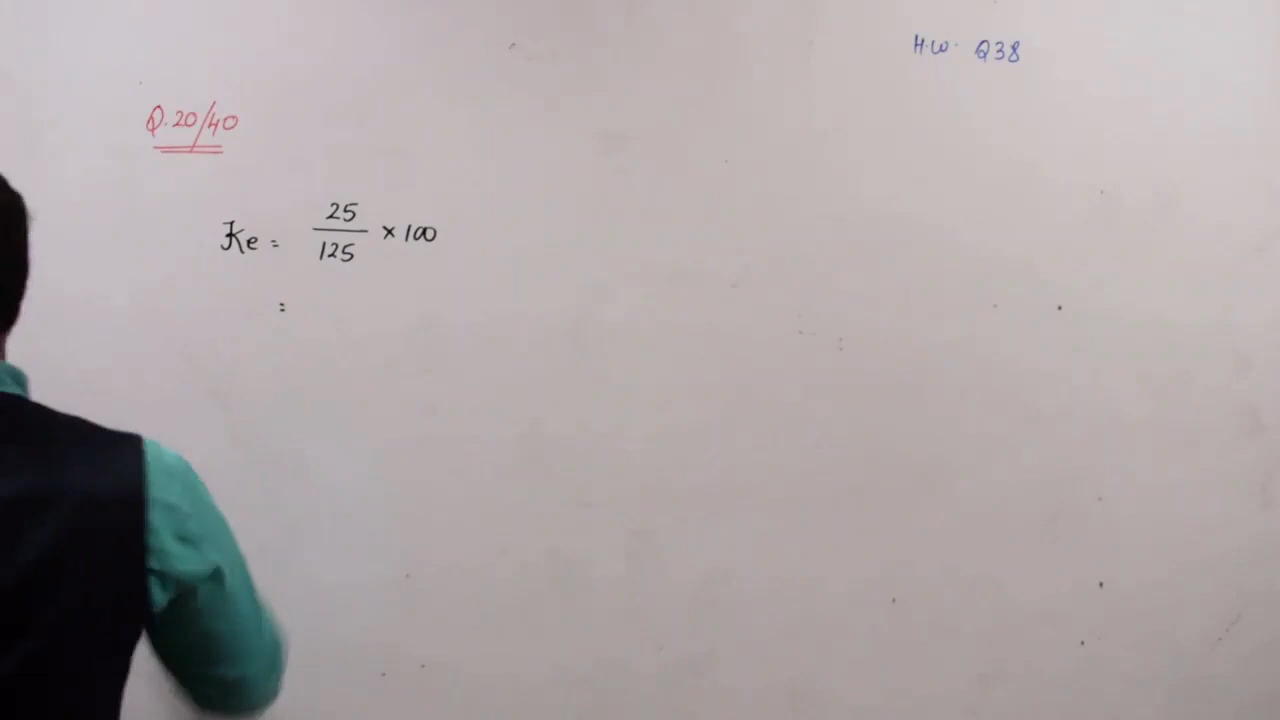 H.W. Q38
Q.20/40
Ke = 25/125 × 100
=